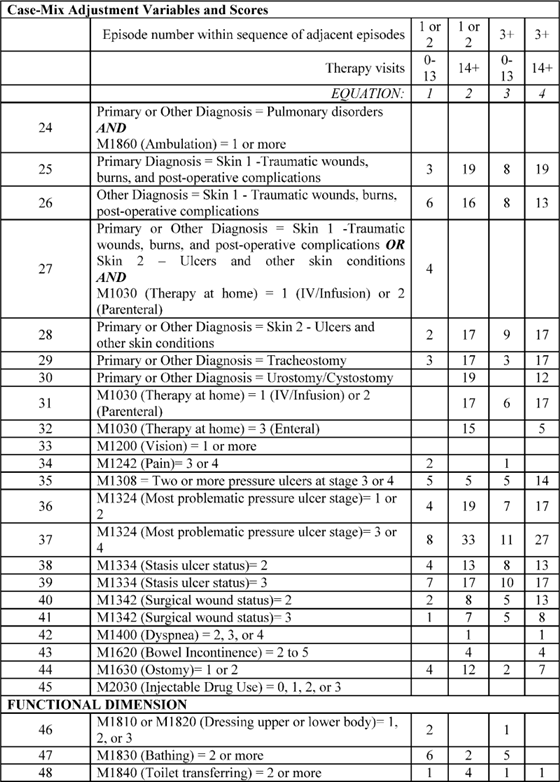 Case-Mix Adjustment Variables and Scores
Episode number within sequence of adjacent episodes 1 or 2 1 or 2 3+ 3+
Therapy visits 0-13 14+ 0-13 14+
EQUATION: 1 2 3 4
24 Primary or Other Diagnosis = Pulmonary disorders
AND
M1860 (Ambulation) = 1 or more
25 Primary Diagnosis = Skin 1 -Traumatic wounds,
burns, and post-operative complications 3 19 8 19
26 Other Diagnosis = Skin 1 - Traumatic wounds, burns,
post-operative complications 6 16 8 13
27 Primary or Other Diagnosis = Skin 1 -Traumatic
wounds, burns, and post-operative complications OR
Skin 2 – Ulcers and other skin conditions
AND
M1030 (Therapy at home) = 1 (IV/Infusion) or 2
(Parenteral) 4
28 Primary or Other Diagnosis = Skin 2 - Ulcers and
other skin conditions 2 17 9 17
29 Primary or Other Diagnosis = Tracheostomy 3 17 3 17
30 Primary or Other Diagnosis = Urostomy/Cystostomy 19 12
31 M1030 (Therapy at home) = 1 (IV/Infusion) or 2
(Parenteral) 17 6 17
32 M1030 (Therapy at home) = 3 (Enteral) 15 5
33 M1200 (Vision) = 1 or more
34 M1242 (Pain)= 3 or 4 2 1
35 M1308 = Two or more pressure ulcers at stage 3 or 4 5 5 5 14
36 M1324 (Most problematic pressure ulcer stage)= 1 or
2 4 19 7 17
37 M1324 (Most problematic pressure ulcer stage)= 3 or
4 8 33 11 27
38 M1334 (Stasis ulcer status)= 2 4 13 8 13
39 M1334 (Stasis ulcer status)= 3 7 17 10 17
40 M1342 (Surgical wound status)= 2 2 8 5 13
41 M1342 (Surgical wound status)= 3 1 7 5 8
42 M1400 (Dyspnea) = 2, 3, or 4 1 1
43 M1620 (Bowel Incontinence) = 2 to 5 4 4
44 M1630 (Ostomy)= 1 or 2 4 12 2 7
45 M2030 (Injectable Drug Use) = 0, 1, 2, or 3
FUNCTIONAL DIMENSION
46 M1810 or M1820 (Dressing upper or lower body)= 1,
2, or 3 2 1
47 M1830 (Bathing) = 2 or more 6 2 5
48 M1840 (Toilet transferring) = 2 or more 1 4 1 1